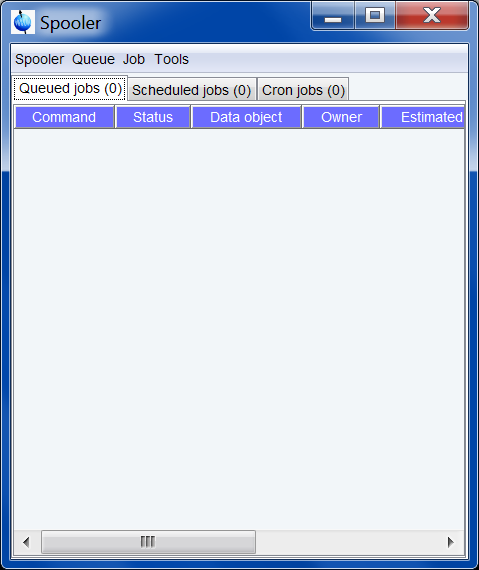 Spooler
Spooler Queue Job Tools
Queued jobs (0) Scheduled jobs (0) Cron jobs (0)
Command Status Data object Owner Estimated